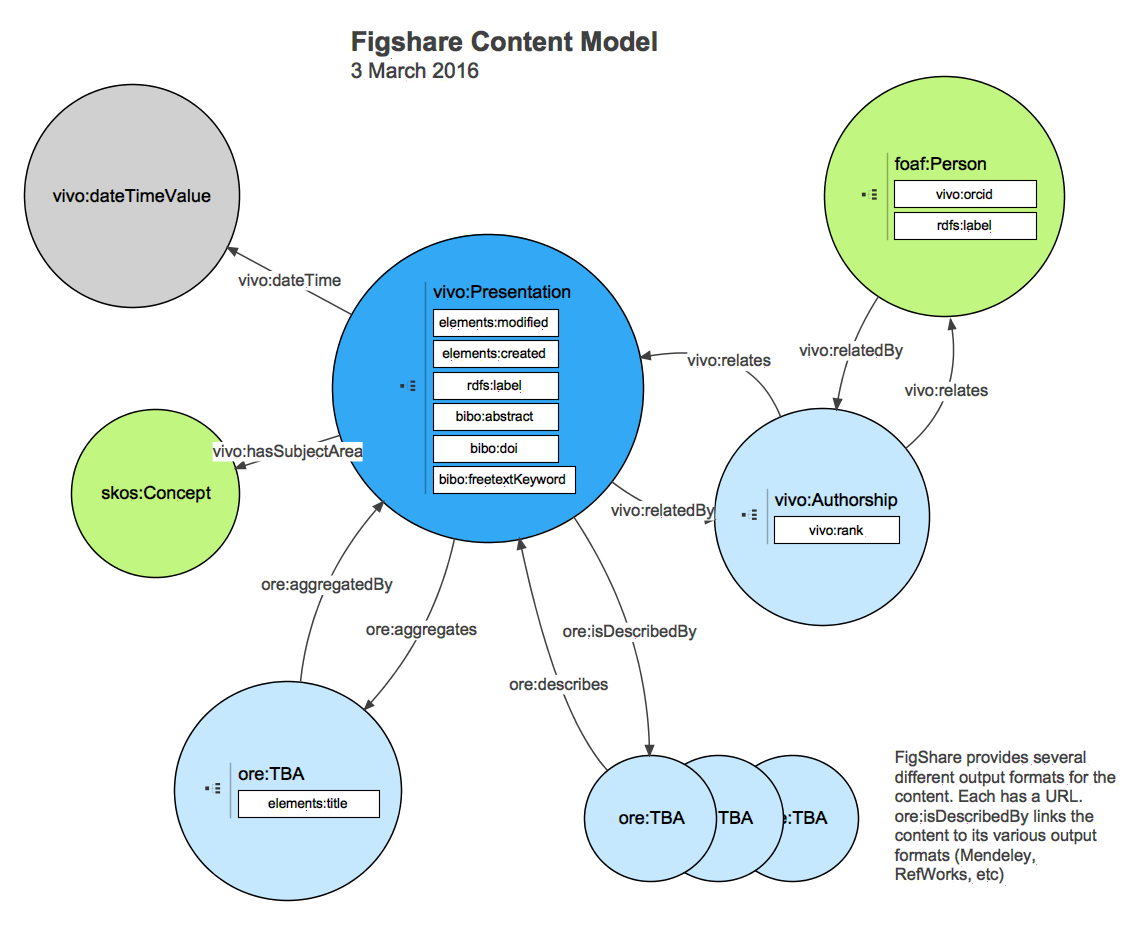 Figshare Content Model
3 March 2016
vivo:dateTimeValue
foaf:Person
vivo:orcid
rdfs:label
vivo:dateTime
vivo:Presentation
elements:modified
elements:created
rdfs:label
bibo:abstract
bibo:doi
bibo:freetextKeyword
vivo:relates
vivo:relatedBy
vivo:relates
vivo:hasSubjectArea
skos:Concept
vivo:relatedBy
vivo:Authorship
vivo:rank
ore:aggregatedBy
ore:aggregates
ore:isDescribedBy
ore:describes
ore:TBA
elements:title
ore:TBA
TBA
e:TBA
FigShare provides several
different output formats for the
content. Each has a URL.
ore:isDescribedBy links the
content to its various output
formats (Mendeley,
RefWorks, etc)